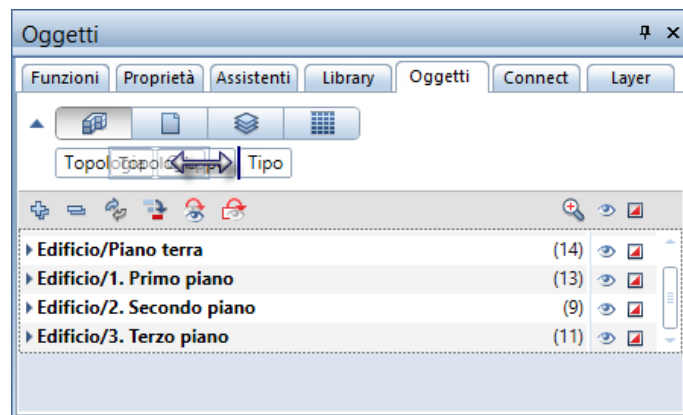 Oggetti
Funzioni Proprietà Assistenti Library Oggetti Connect Layer
Topologia Tipo
Edificio/Piano terra (14)
Edificio/1. Primo piano (13)
Edificio/2. Secondo piano (9)
Edificio/3. Terzo piano (11)